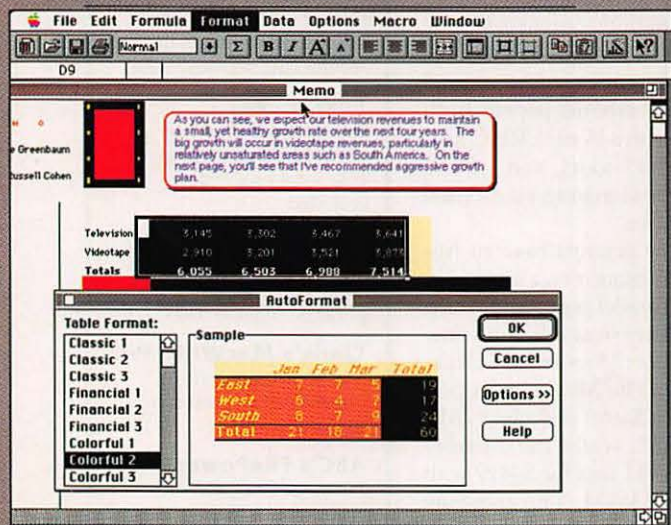 File Edit Formula Format Data Options Macro Window
Normal Σ B I A A
D9
Memo
e Greenbaum
Russell Cohen
As you can see, we expect our television revenues to maintain
a small, yet healthy growth rate over the next four years. The
big growth will occur in videotape revenues, particularly in
relatively unsaturated areas such as South America. On the
next page, you'll see that I've recommended aggressive growth
plan.
Television 3,145 3,302 3,467 3,641
Videotape 2,910 3,201 3,521 3,873
Totals 6,055 6,503 6,988 7,514
AutoFormat
Table Format:
Classic 1
Classic 2
Classic 3
Financial 1
Financial 2
Financial 3
Colorful 1
Colorful 2
Colorful 3
Sample
Jan Feb Mar Total
East 7 7 5 19
West 6 4 7 17
South 8 7 9 24
Total 21 18 21 60
OK
Cancel
Options >>
Help